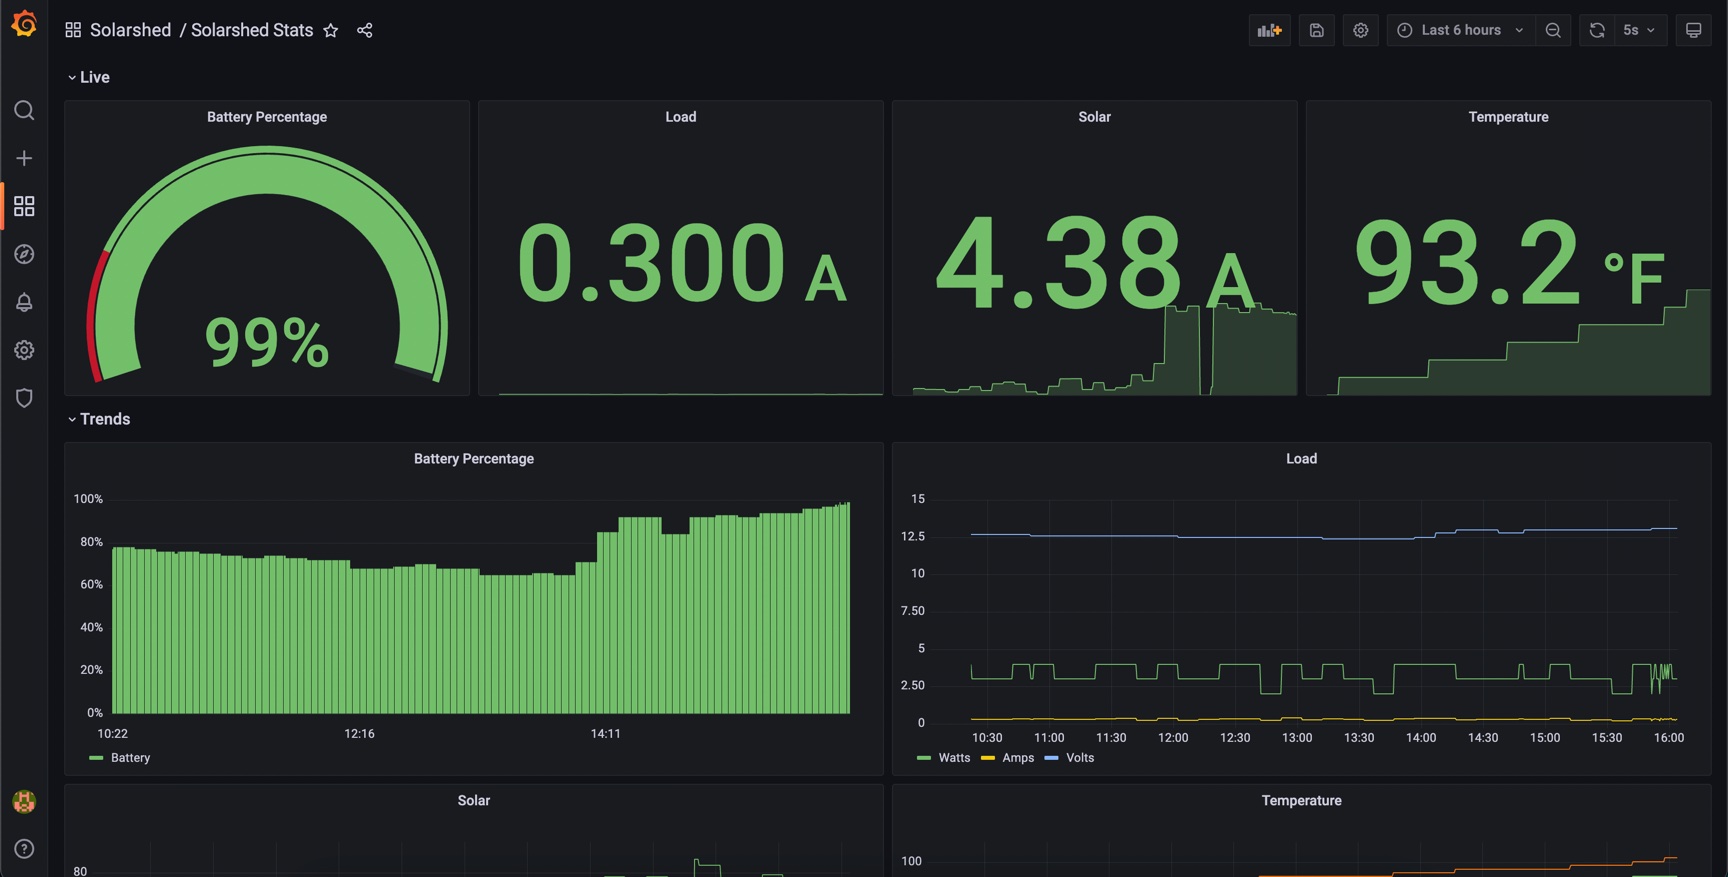 Solarshed / Solarshed Stats
Last 6 hours
5s
Live
Battery Percentage
99%
Load
0.300 A
Solar
4.38 A
Temperature
93.2 °F
Trends
Battery Percentage
100%
80%
60%
40%
20%
0%
10:22 12:16 14:11
Battery
Load
15
12.5
10
7.50
5
2.50
0
10:30 11:00 11:30 12:00 12:30 13:00 13:30 14:00 14:30 15:00 15:30 16:00
Watts Amps Volts
Solar
80
Temperature
100